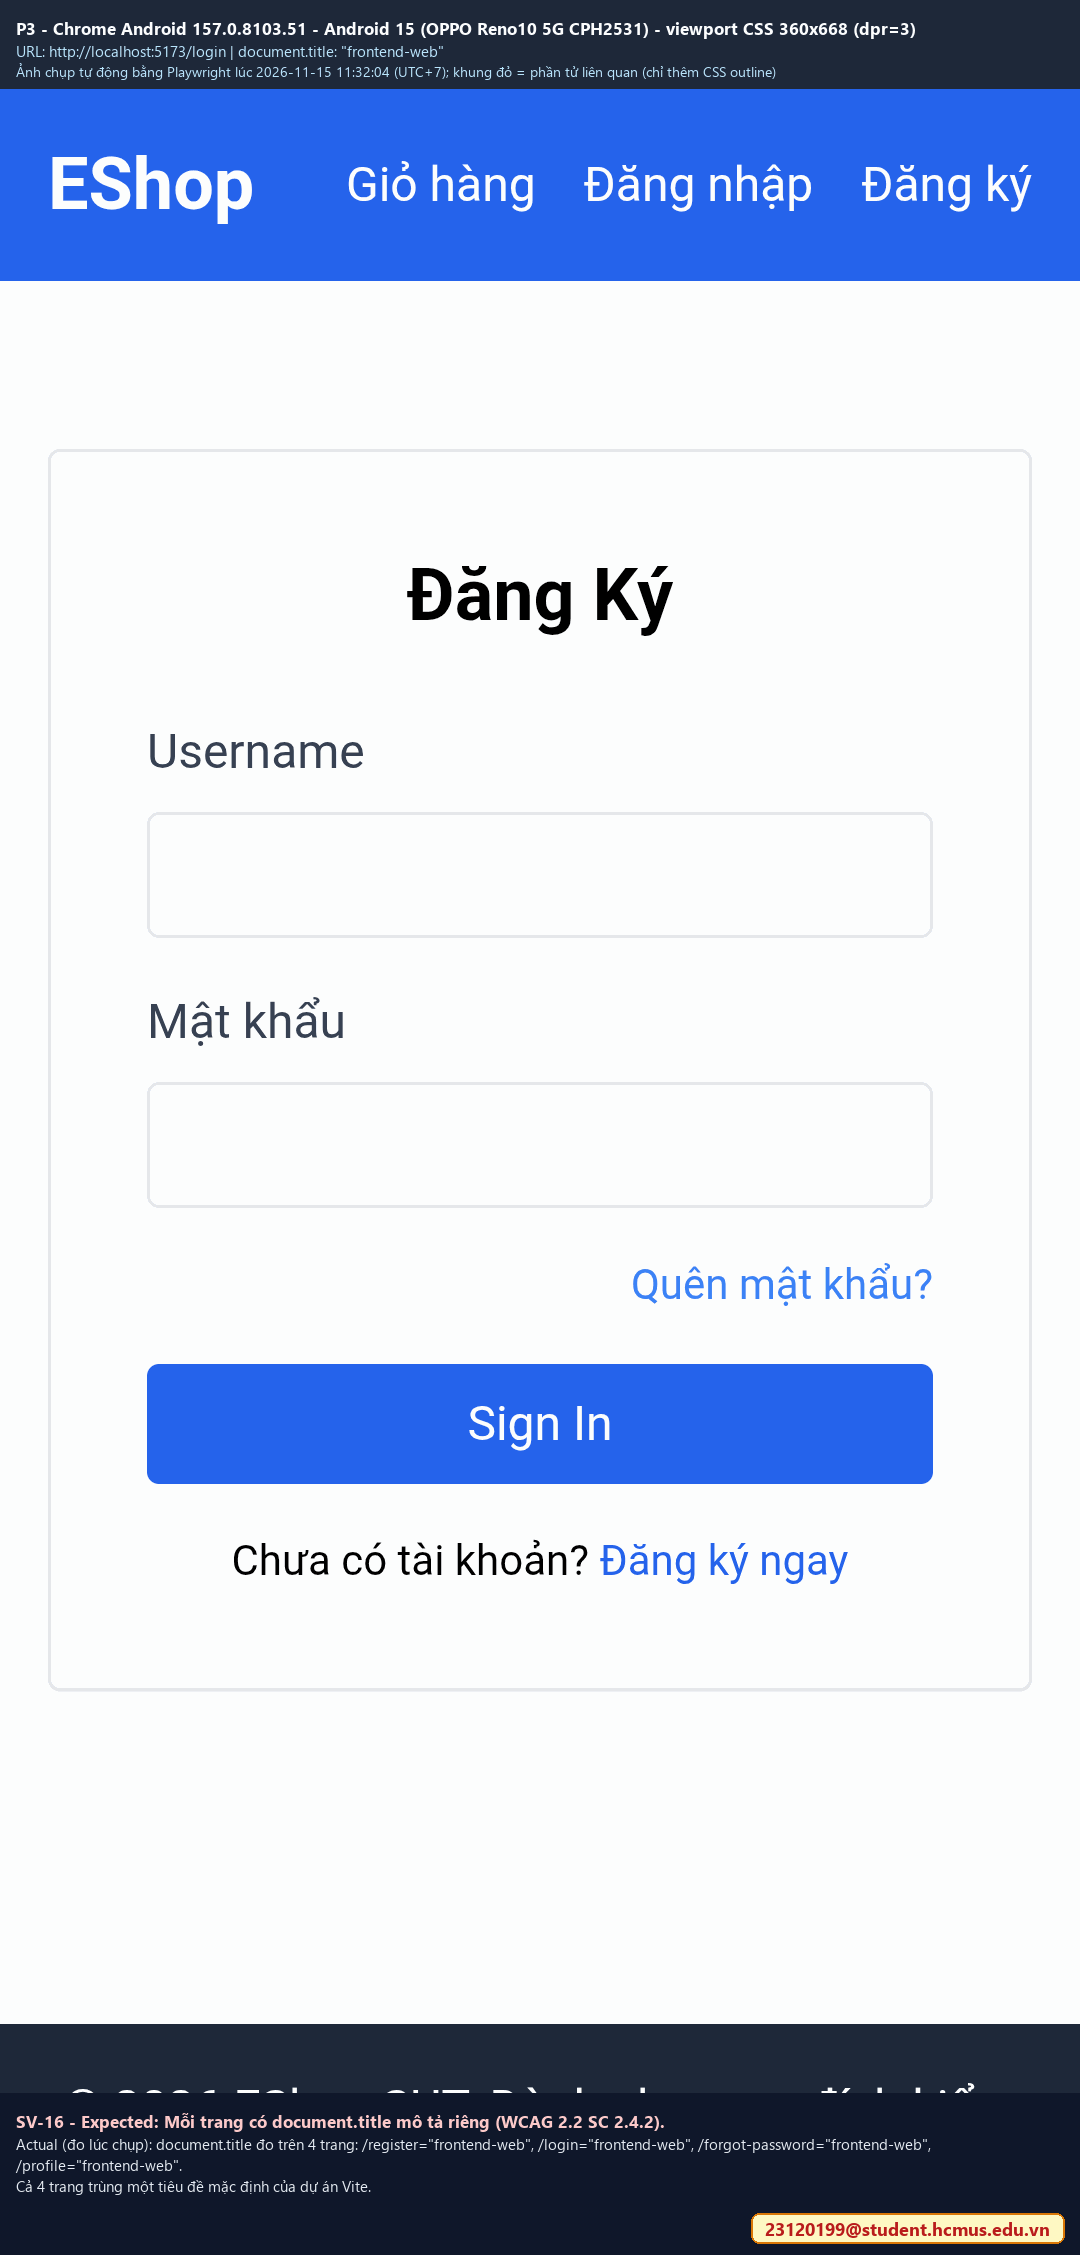 P3 - Chrome Android 157.0.8103.51 - Android 15 (OPPO Reno10 5G CPH2531) - viewport CSS 360x668 (dpr=3)
URL: http://localhost:5173/login | document.title: "frontend-web"
Ảnh chụp tự động bằng Playwright lúc 2026-11-15 11:32:04 (UTC+7); khung đỏ = phần tử liên quan (chỉ thêm CSS outline)
EShop Giỏ hàng Đăng nhập Đăng ký
Đăng Ký
Username
Mật khẩu
Quên mật khẩu?
Sign In
Chưa có tài khoản? Đăng ký ngay
SV-16 - Expected: Mỗi trang có document.title mô tả riêng (WCAG 2.2 SC 2.4.2).
Actual (đo lúc chụp): document.title đo trên 4 trang: /register="frontend-web", /login="frontend-web", /forgot-password="frontend-web",
/profile="frontend-web".
Cả 4 trang trùng một tiêu đề mặc định của dự án Vite.
23120199@student.hcmus.edu.vn